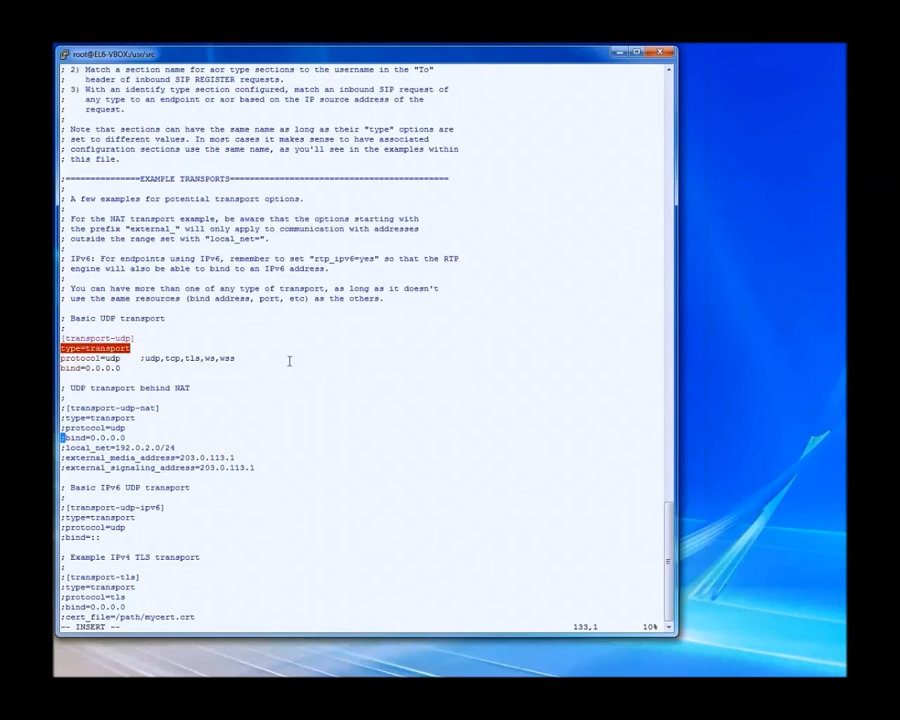 root@EL6-VBOX:/usr/src
; 2) Match a section name for aor type sections to the username in the "To"
;    header of inbound SIP REGISTER requests.
; 3) With an identify type section configured, match an inbound SIP request of
;    any type to an endpoint or aor based on the IP source address of the
;    request.
;
; Note that sections can have the same name as long as their "type" options are
; set to different values. In most cases it makes sense to have associated
; configuration sections use the same name, as you'll see in the examples within
; this file.
;===============EXAMPLE TRANSPORTS============================================
;
; A few examples for potential transport options.
;
; For the NAT transport example, be aware that the options starting with
; the prefix "external_" will only apply to communication with addresses
; outside the range set with "local_net=".
;
; IPv6: For endpoints using IPv6, remember to set "rtp_ipv6=yes" so that the RTP
; engine will also be able to bind to an IPv6 address.
;
; You can have more than one of any type of transport, as long as it doesn't
; use the same resources (bind address, port, etc) as the others.
; Basic UDP transport
;
[transport-udp]
type=transport
protocol=udp    ;udp,tcp,tls,ws,wss
bind=0.0.0.0
; UDP transport behind NAT
;
;[transport-udp-nat]
;type=transport
;protocol=udp
;bind=0.0.0.0
;local_net=192.0.2.0/24
;external_media_address=203.0.113.1
;external_signaling_address=203.0.113.1
; Basic IPv6 UDP transport
;
;[transport-udp-ipv6]
;type=transport
;protocol=udp
;bind=::
; Example IPv4 TLS transport
;
;[transport-tls]
;type=transport
;protocol=tls
;bind=0.0.0.0
;cert_file=/path/mycert.crt
-- INSERT -- 133,1 10%